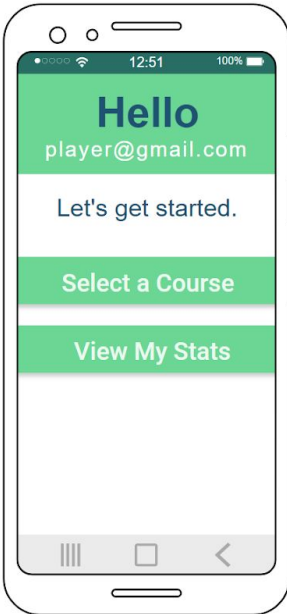 12:51 100%
Hello
player@gmail.com
Let's get started.
Select a Course
View My Stats